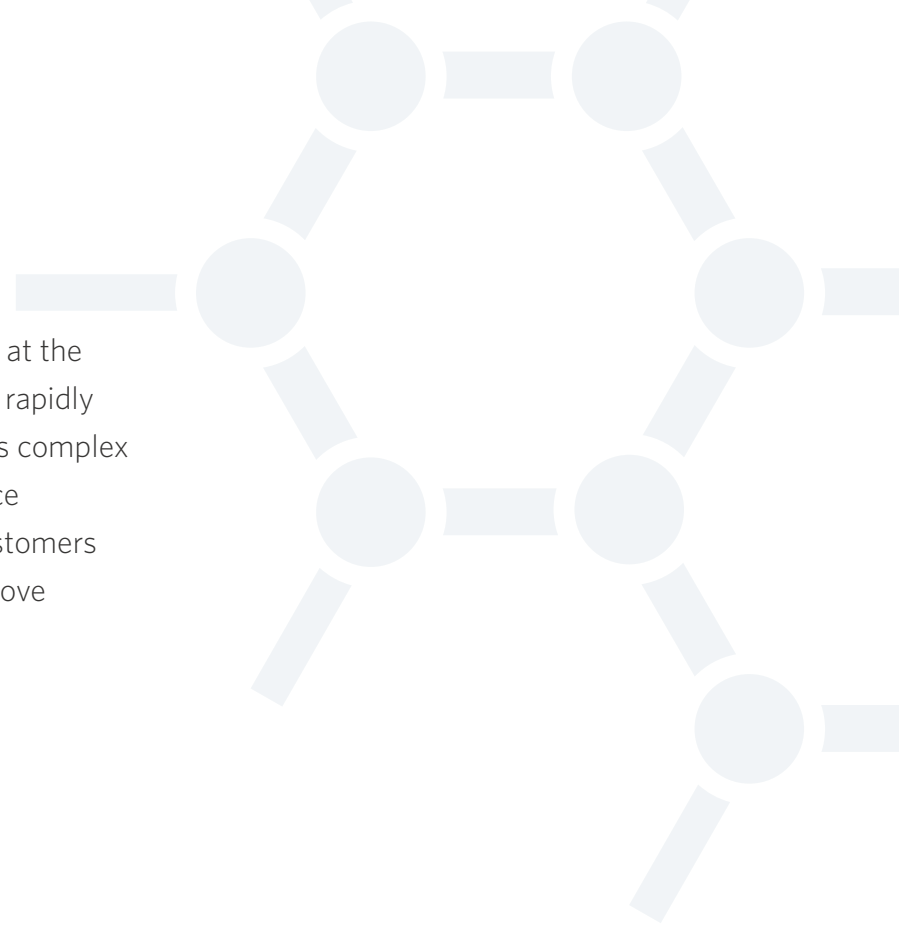 at the
rapidly
s complex
ce
stomers
ove